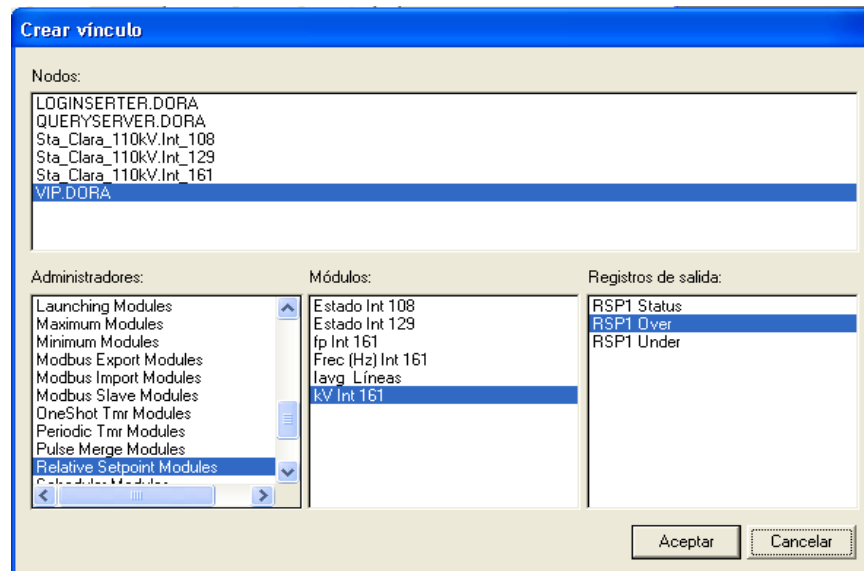 Crear vínculo
Nodos:
LOGINSERTER.DORA
QUERYSERVER.DORA
Sta_Clara_110kV.Int_108
Sta_Clara_110kV.Int_129
Sta_Clara_110kV.Int_161
VIP.DORA
Administradores:
Launching Modules
Maximum Modules
Minimum Modules
Modbus Export Modules
Modbus Import Modules
Modbus Slave Modules
OneShot Tmr Modules
Periodic Tmr Modules
Pulse Merge Modules
Relative Setpoint Modules
Scheduler Modules
Módulos:
Estado Int 108
Estado Int 129
fp Int 161
Frec (Hz) Int 161
Iavg_Líneas
kV Int 161
Registros de salida:
RSP1 Status
RSP1 Over
RSP1 Under
Aceptar
Cancelar